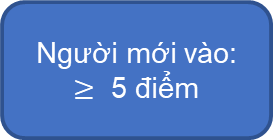 Người mới vào:
≥ 5 điểm